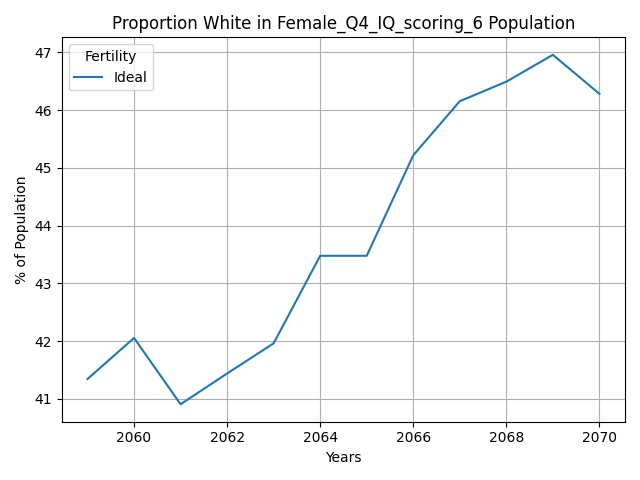 Proportion White in Female_Q4_IQ_scoring_6 Population
Fertility
Ideal
47
46
45
44
43
42
41
% of Population
2060 2062 2064 2066 2068 2070
Years